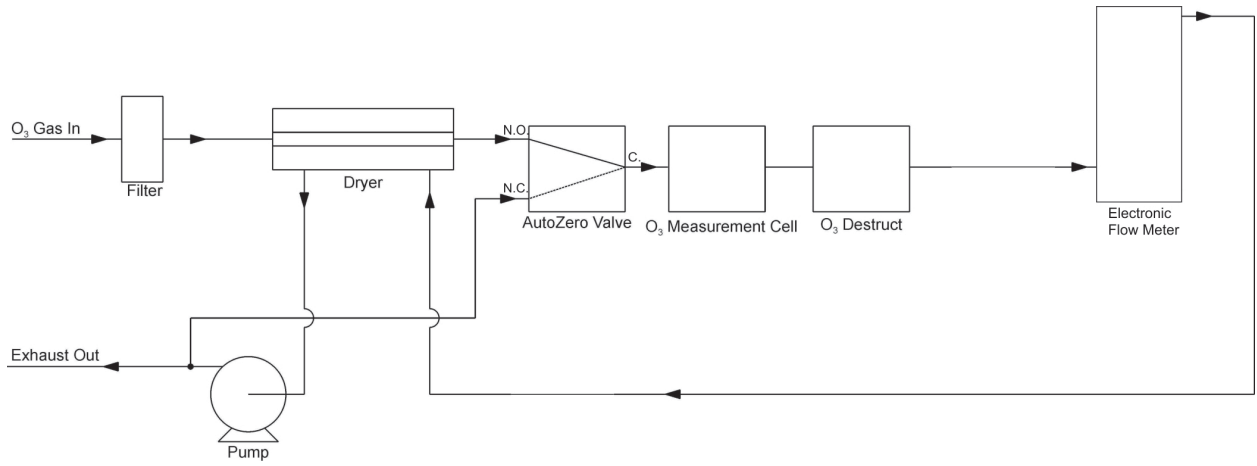 O₃ Gas In
Filter
Dryer
N.O.
N.C.
C.
AutoZero Valve
O₃ Measurement Cell
O₃ Destruct
Electronic
Flow Meter
Exhaust Out
Pump